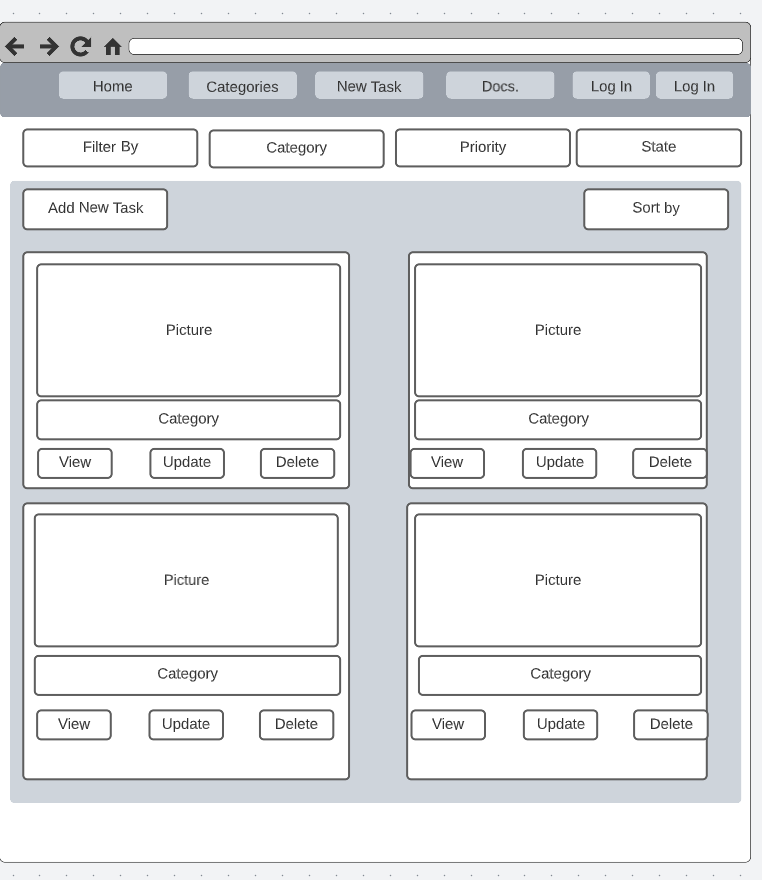 Home
Categories
New Task
Docs.
Log In
Log In
Filter By
Category
Priority
State
Add New Task
Sort by
Picture
Category
View
Update
Delete
Picture
Category
View
Update
Delete
Picture
Category
View
Update
Delete
Picture
Category
View
Update
Delete